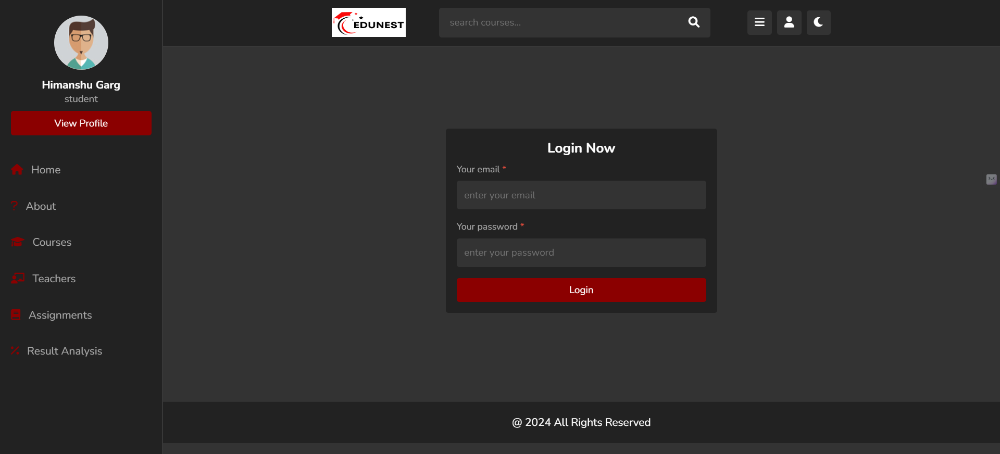 Himanshu Garg
student
View Profile
Home
About
Courses
Teachers
Assignments
Result Analysis
EDUNEST
search courses...
Login Now
Your email *
enter your email
Your password *
enter your password
Login
@ 2024 All Rights Reserved